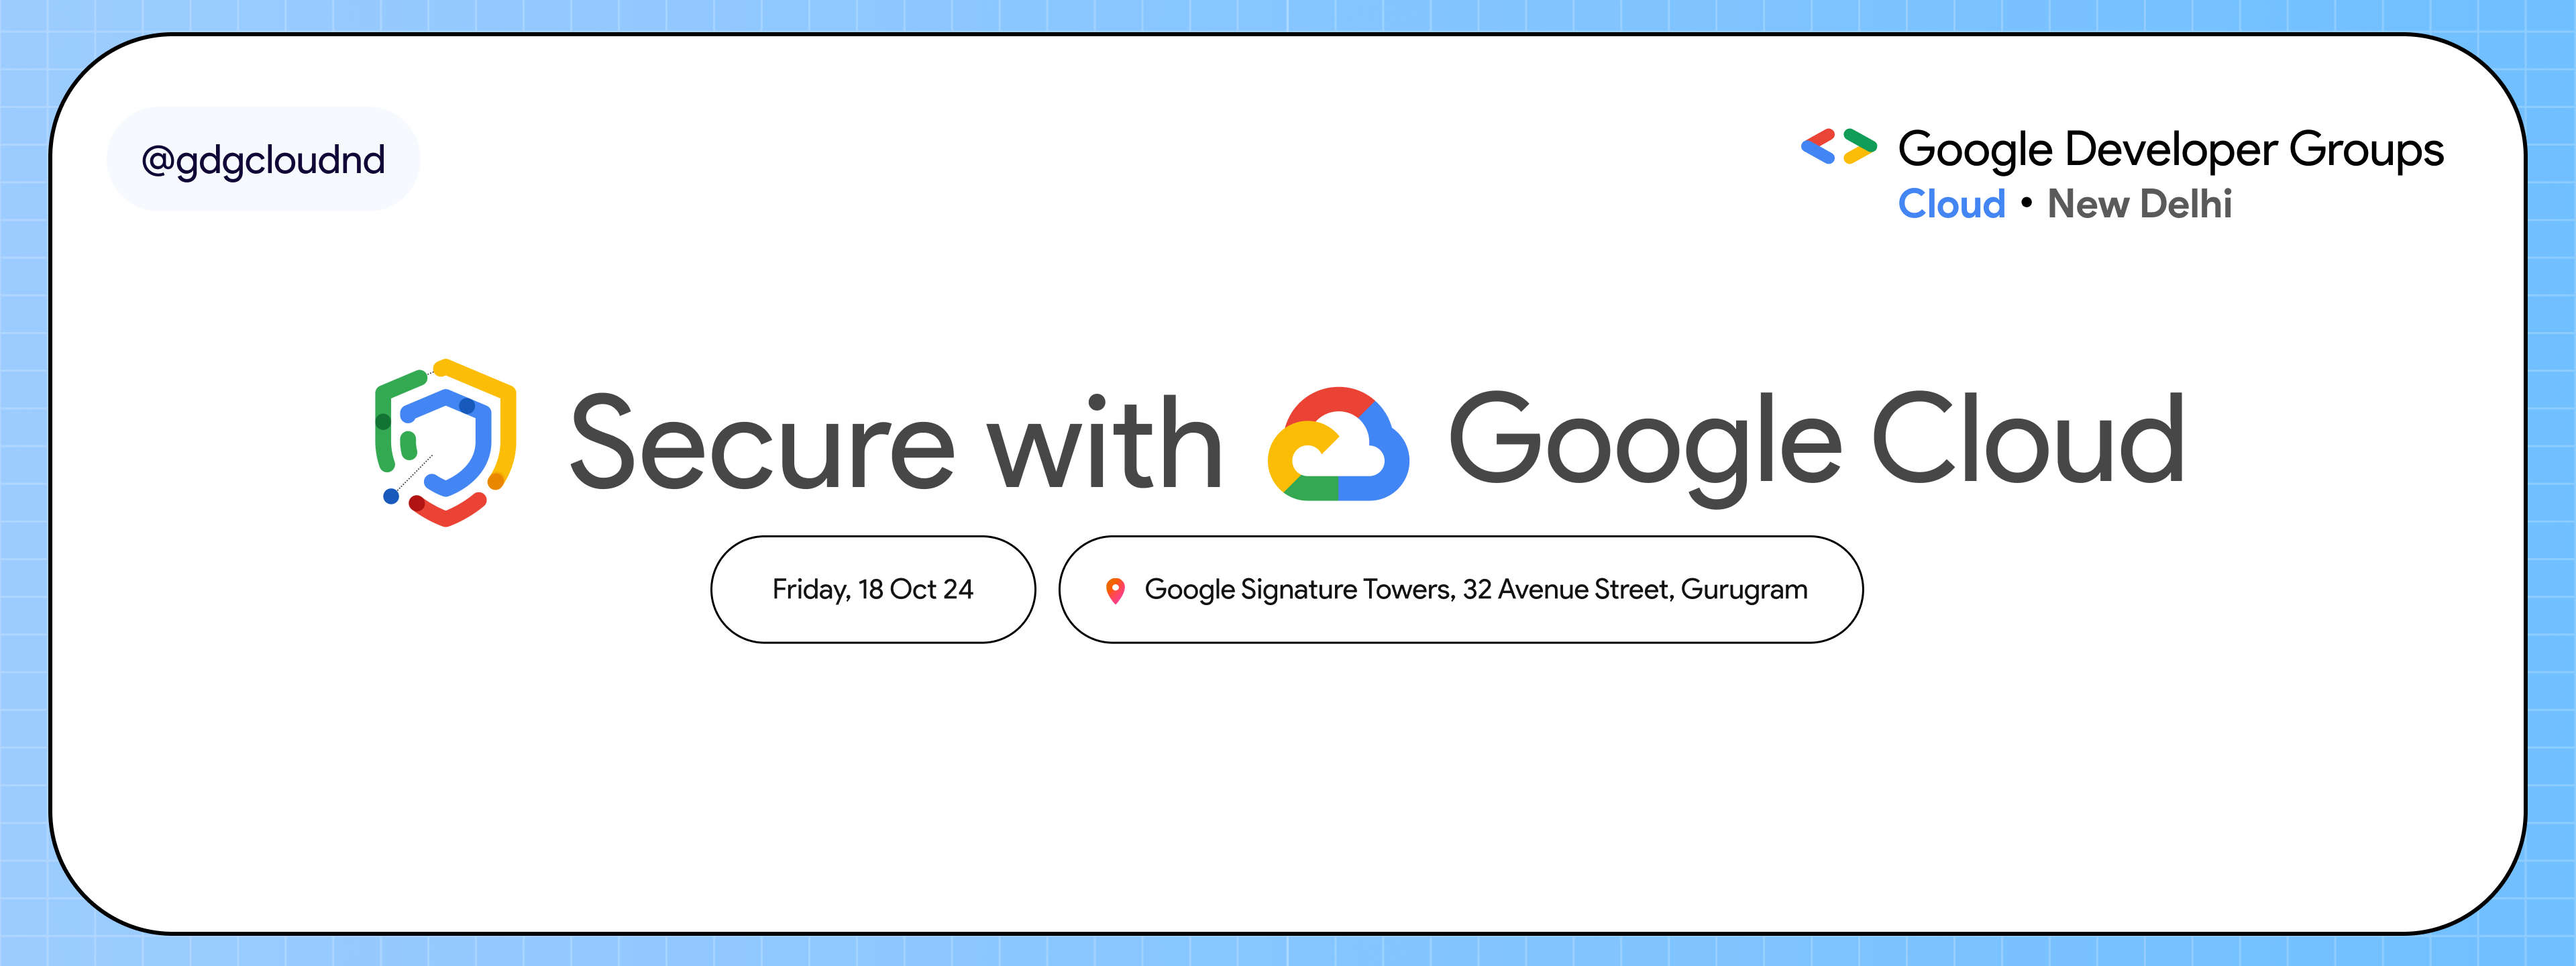 @gdgcloudnd
Google Developer Groups
Cloud • New Delhi
Secure with Google Cloud
Friday, 18 Oct 24
Google Signature Towers, 32 Avenue Street, Gurugram